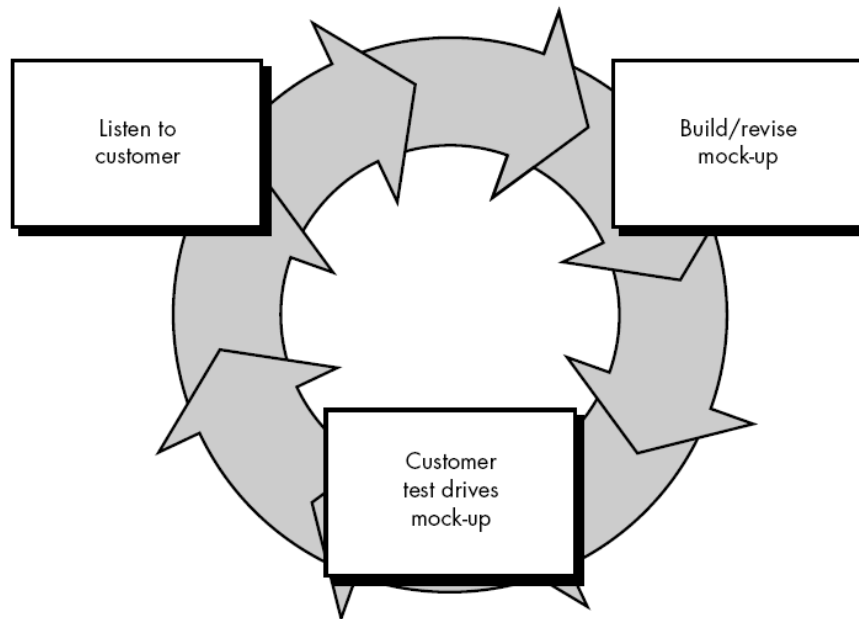 Listen to
customer
Build/revise
mock-up
Customer
test drives
mock-up